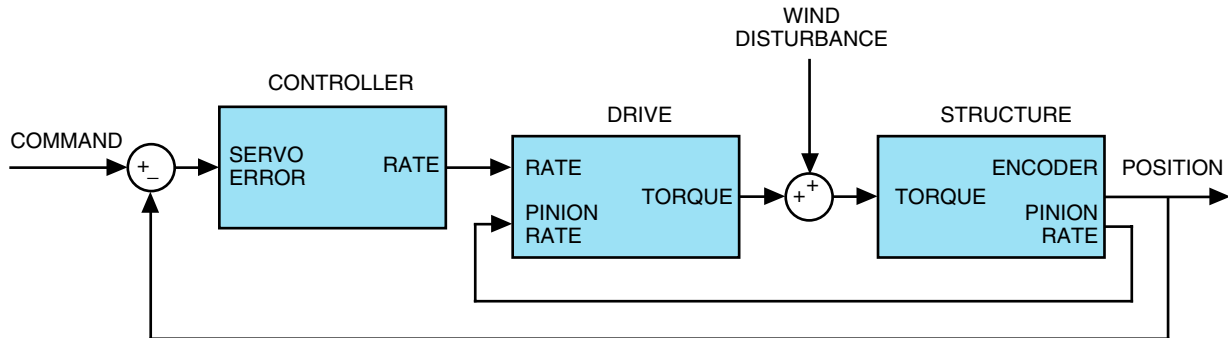 WIND
DISTURBANCE
CONTROLLER
DRIVE
STRUCTURE
COMMAND
+
–
SERVO
ERROR
RATE
RATE
PINION
RATE
TORQUE
+
+
TORQUE
ENCODER
PINION
RATE
POSITION